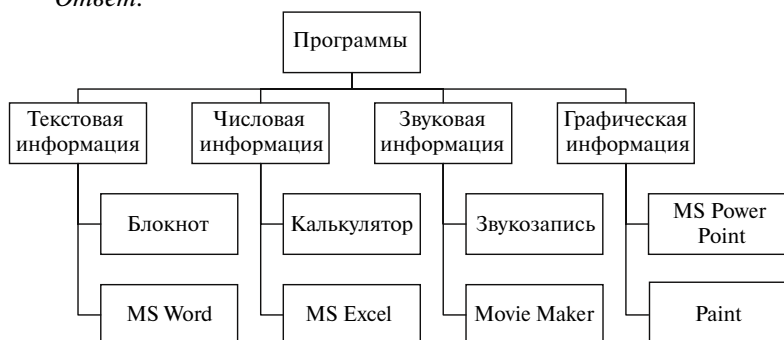 Ответ:
Программы
Текстовая
информация
Числовая
информация
Звуковая
информация
Графическая
информация
Блокнот
Калькулятор
Звукозапись
MS Power
Point
MS Word
MS Excel
Movie Maker
Paint